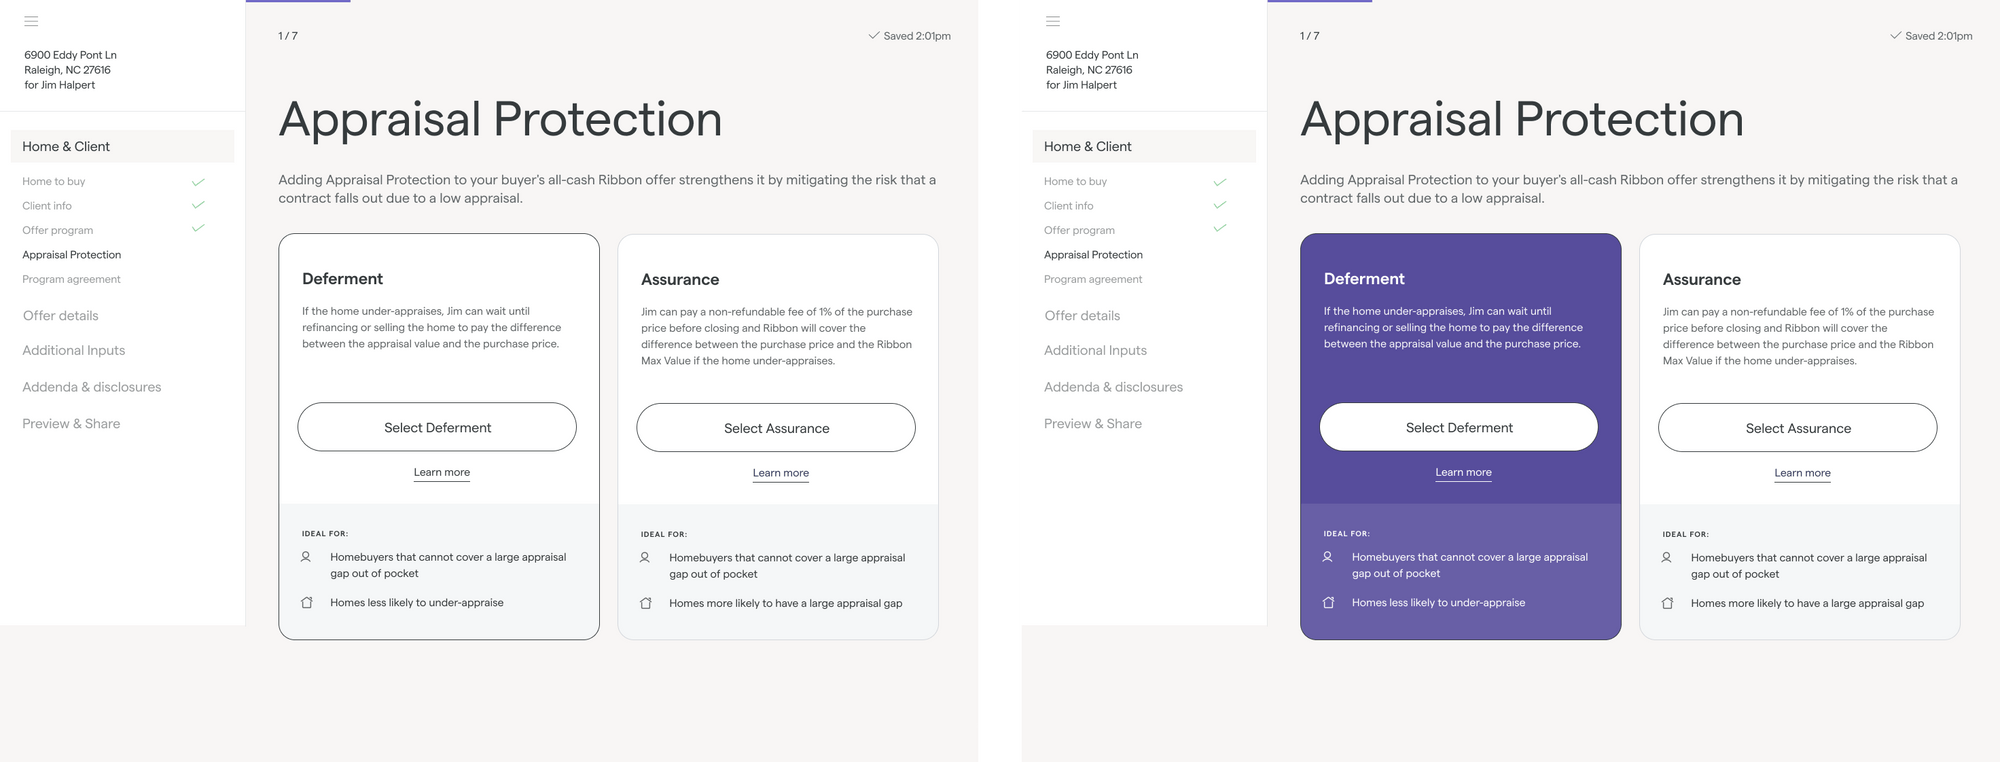 6900 Eddy Pont Ln
Raleigh, NC 27616
for Jim Halpert
Home & Client
Home to buy
Client info
Offer program
Appraisal Protection
Program agreement
Offer details
Additional Inputs
Addenda & disclosures
Preview & Share
1 / 7
Saved 2:01pm
Appraisal Protection
Adding Appraisal Protection to your buyer's all-cash Ribbon offer strengthens it by mitigating the risk that a
contract falls out due to a low appraisal.
Deferment
If the home under-appraises, Jim can wait until
refinancing or selling the home to pay the difference
between the appraisal value and the purchase price.
Select Deferment
Learn more
IDEAL FOR:
Homebuyers that cannot cover a large appraisal
gap out of pocket
Homes less likely to under-appraise
Assurance
Jim can pay a non-refundable fee of 1% of the purchase
price before closing and Ribbon will cover the
difference between the purchase price and the Ribbon
Max Value if the home under-appraises.
Select Assurance
Learn more
IDEAL FOR:
Homebuyers that cannot cover a large appraisal
gap out of pocket
Homes more likely to have a large appraisal gap
6900 Eddy Pont Ln
Raleigh, NC 27616
for Jim Halpert
Home & Client
Home to buy
Client info
Offer program
Appraisal Protection
Program agreement
Offer details
Additional Inputs
Addenda & disclosures
Preview & Share
1 / 7
Saved 2:01pm
Appraisal Protection
Adding Appraisal Protection to your buyer's all-cash Ribbon offer strengthens it by mitigating the risk that a
contract falls out due to a low appraisal.
Deferment
If the home under-appraises, Jim can wait until
refinancing or selling the home to pay the difference
between the appraisal value and the purchase price.
Select Deferment
Learn more
IDEAL FOR:
Homebuyers that cannot cover a large appraisal
gap out of pocket
Homes less likely to under-appraise
Assurance
Jim can pay a non-refundable fee of 1% of the purchase
price before closing and Ribbon will cover the
difference between the purchase price and the Ribbon
Max Value if the home under-appraises.
Select Assurance
Learn more
IDEAL FOR:
Homebuyers that cannot cover a large appraisal
gap out of pocket
Homes more likely to have a large appraisal gap